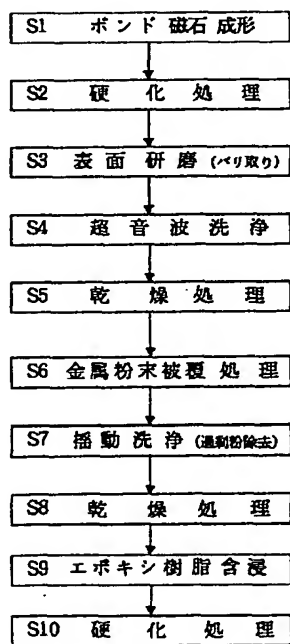 S1 ボンド磁石成形
S2 硬化処理
S3 表面研磨 (バリ取り)
S4 超音波洗浄
S5 乾燥処理
S6 金属粉末被覆処理
S7 揺動洗浄 (過剰粉除去)
S8 乾燥処理
S9 エポキシ樹脂含浸
S10 硬化処理